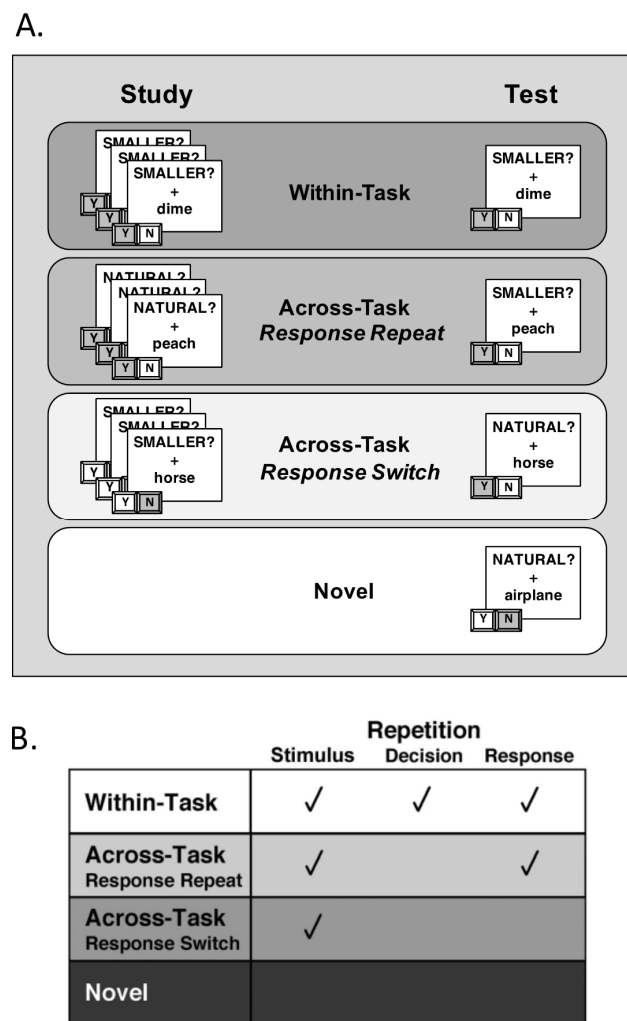 A.
Study
Test
SMALLER?
SMALLER?
SMALLER?
+
dime
Y
Y
Y N
Within-Task
SMALLER?
+
dime
Y N
NATURAL?
NATURAL?
NATURAL?
+
peach
Y
Y
Y N
Across-Task
Response Repeat
SMALLER?
+
peach
Y N
SMALLER?
SMALLER?
SMALLER?
+
horse
Y
Y
Y N
Across-Task
Response Switch
NATURAL?
+
horse
Y N
Novel
NATURAL?
+
airplane
Y N
B.
Repetition
Stimulus Decision Response
Within-Task ✓ ✓ ✓
Across-Task
Response Repeat ✓ ✓
Across-Task
Response Switch ✓
Novel